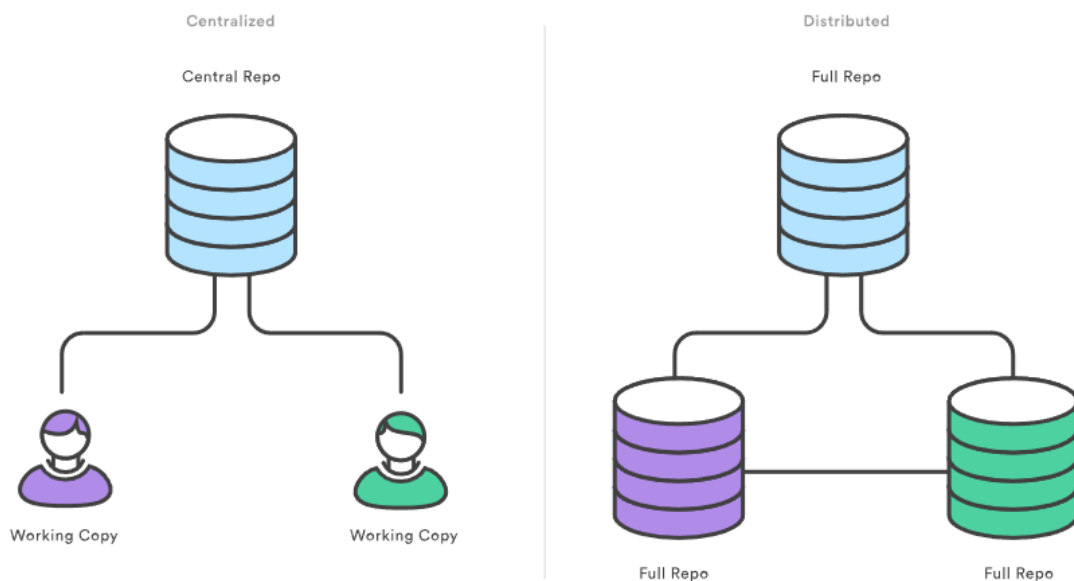 Centralized
Distributed
Central Repo
Full Repo
Working Copy
Working Copy
Full Repo
Full Repo